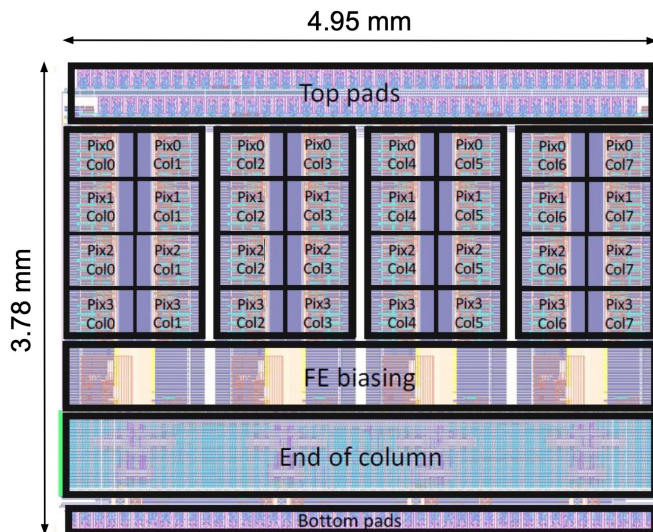 4.95 mm
3.78 mm
Top pads
Pix0 Pix0 Pix0 Pix0 Pix0 Pix0 Pix0 Pix0
Col0 Col1 Col2 Col3 Col4 Col5 Col6 Col7
Pix1 Pix1 Pix1 Pix1 Pix1 Pix1 Pix1 Pix1
Col0 Col1 Col2 Col3 Col4 Col5 Col6 Col7
Pix2 Pix2 Pix2 Pix2 Pix2 Pix2 Pix2 Pix2
Col0 Col1 Col2 Col3 Col4 Col5 Col6 Col7
Pix3 Pix3 Pix3 Pix3 Pix3 Pix3 Pix3 Pix3
Col0 Col1 Col2 Col3 Col4 Col5 Col6 Col7
FE biasing
End of column
Bottom pads